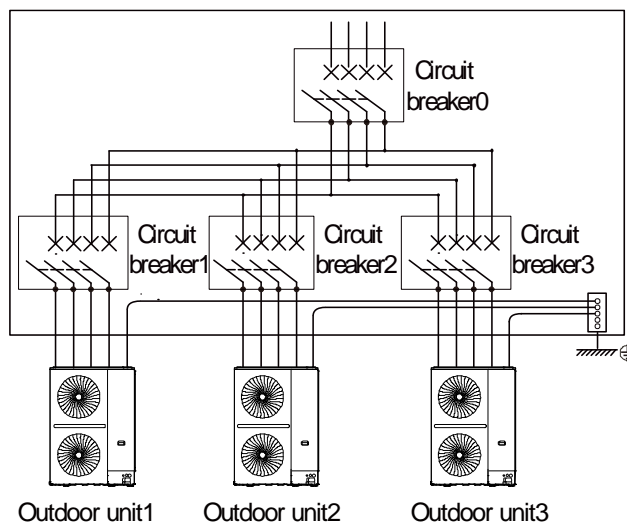 Circuit
breaker0
Circuit
breaker1
Circuit
breaker2
Circuit
breaker3
Outdoor unit1
Outdoor unit2
Outdoor unit3